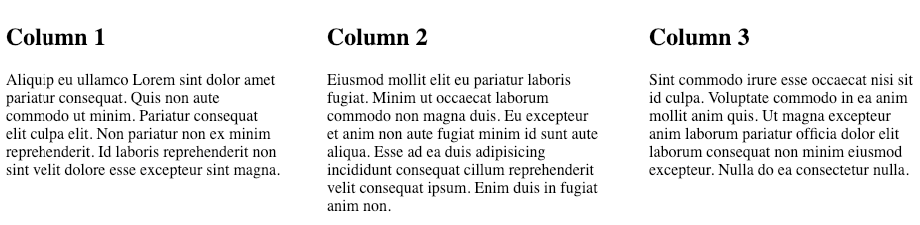 Column 1
Aliquip eu ullamco Lorem sint dolor amet
pariatur consequat. Quis non aute
commodo ut minim. Pariatur consequat
elit culpa elit. Non pariatur non ex minim
reprehenderit. Id laboris reprehenderit non
sint velit dolore esse excepteur sint magna.
Column 2
Eiusmod mollit elit eu pariatur laboris
fugiat. Minim ut occaecat laborum
commodo non magna duis. Eu excepteur
et anim non aute fugiat minim id sunt aute
aliqua. Esse ad ea duis adipisicing
incididunt consequat cillum reprehenderit
velit consequat ipsum. Enim duis in fugiat
anim non.
Column 3
Sint commodo irure esse occaecat nisi sit
id culpa. Voluptate commodo in ea anim
mollit anim quis. Ut magna excepteur
anim laborum pariatur officia dolor elit
laborum consequat non minim eiusmod
excepteur. Nulla do ea consectetur nulla.